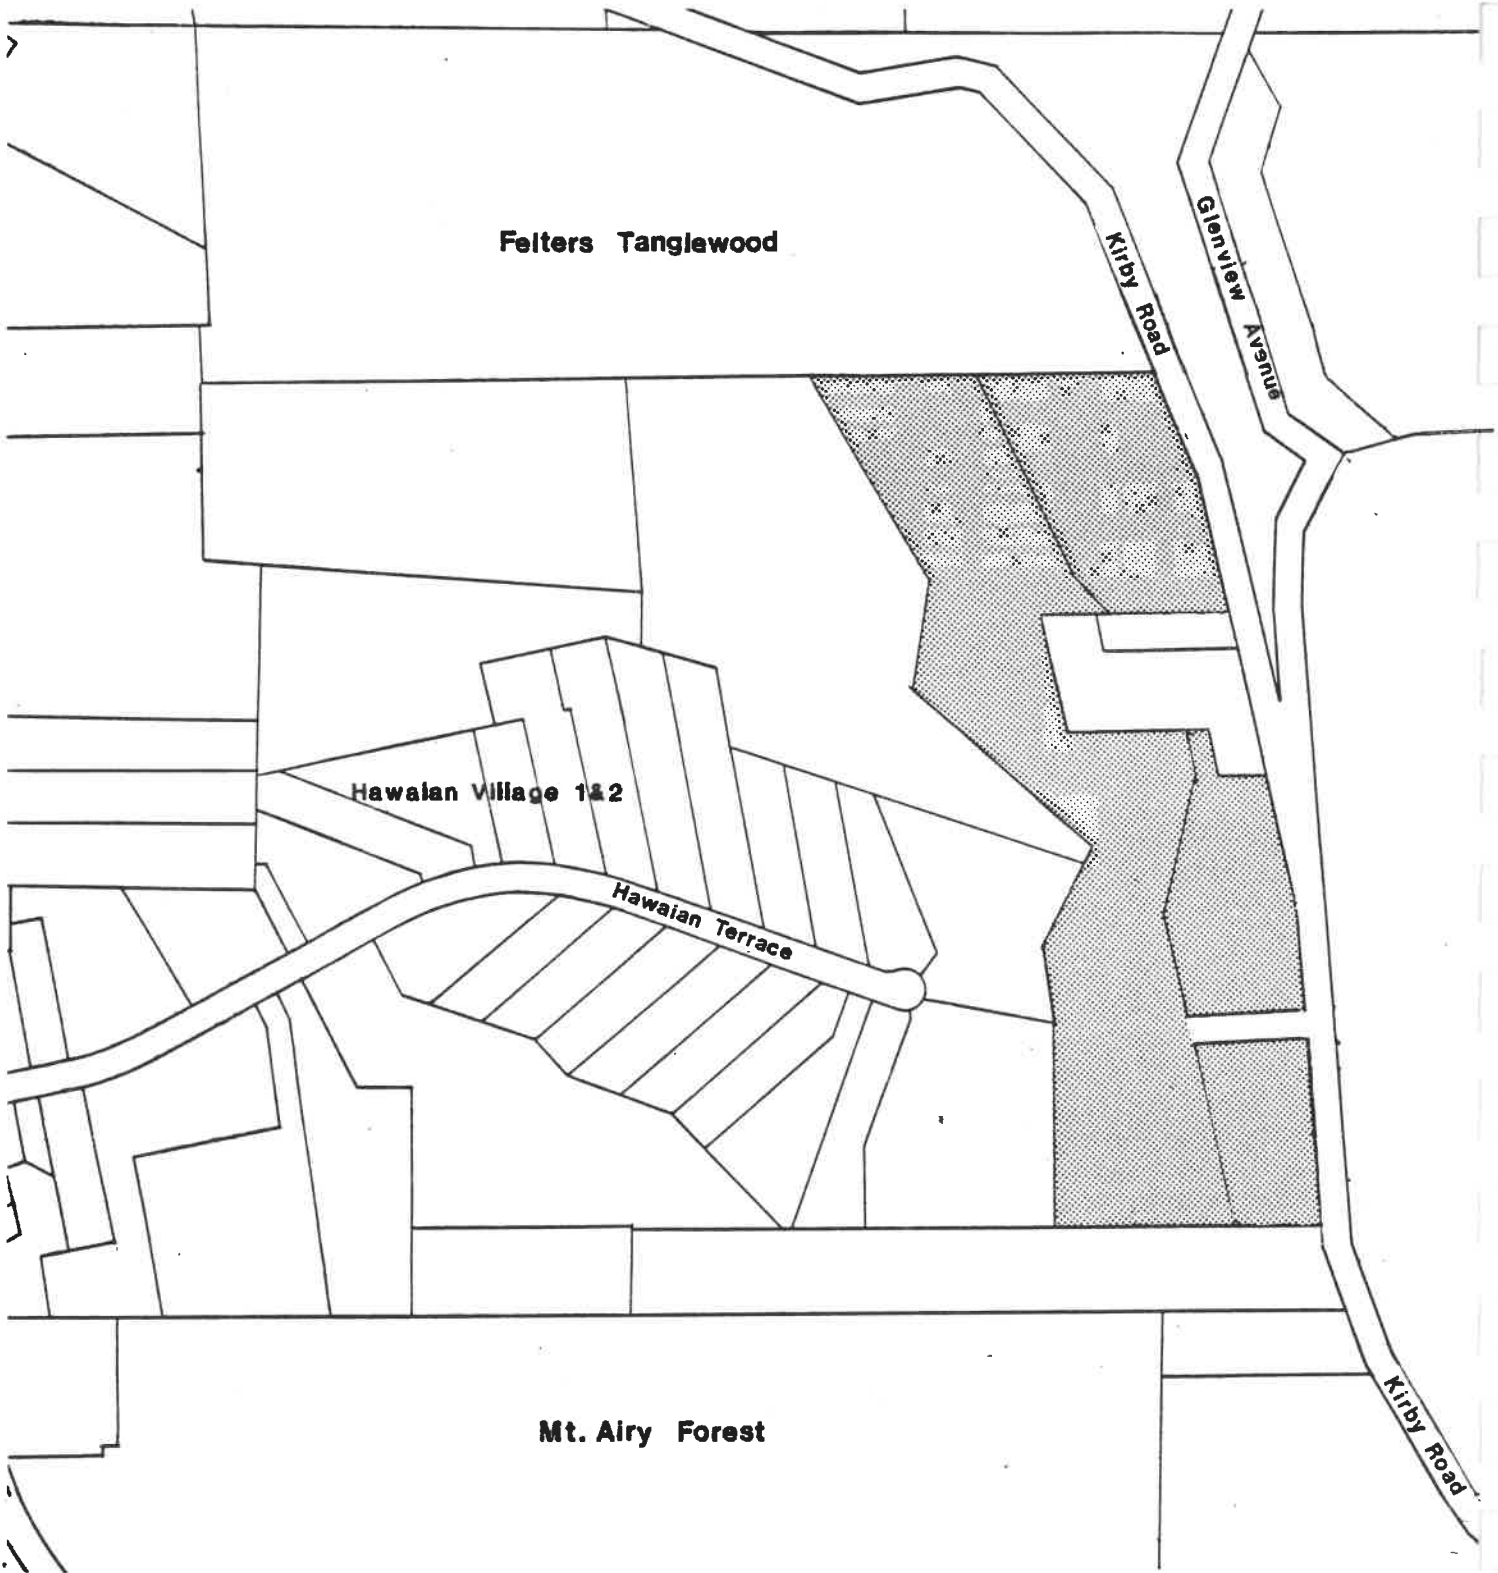 Felters Tanglewood
Kirby Road
Glenview Avenue
Hawaian Village 1&2
Hawaian Terrace
Mt. Airy Forest
Kirby Road